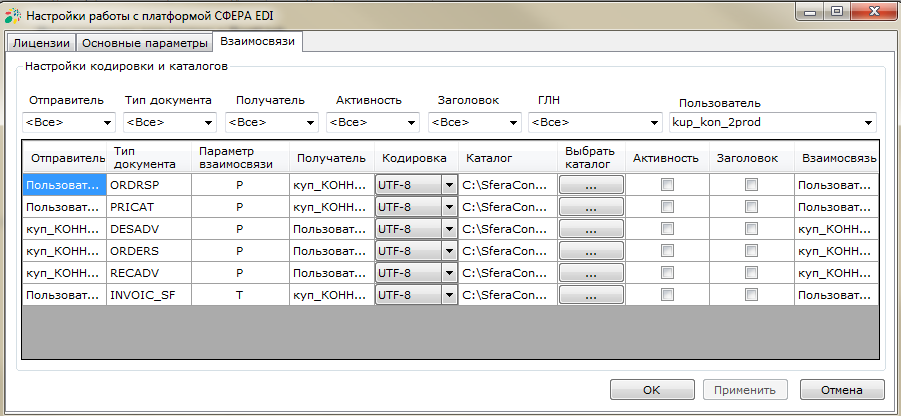 Настройки работы с платформой СФЕРА EDI
Лицензии Основные параметры Взаимосвязи
Настройки кодировки и каталогов
Отправитель Тип документа Получатель Активность Заголовок ГЛН Пользователь
<Все> <Все> <Все> <Все> <Все> <Все> kup_kon_2prod
Отправитель Тип документа Параметр взаимосвязи Получатель Кодировка Каталог Выбрать каталог Активность Заголовок Взаимосвязь
Пользоват... ORDRSP P куп_КОНН... UTF-8 C:\SferaCon... ... Пользоват...
Пользоват... PRICAT P куп_КОНН... UTF-8 C:\SferaCon... ... Пользоват...
куп_КОНН... DESADV P Пользоват... UTF-8 C:\SferaCon... ... куп_КОНН...
куп_КОНН... ORDERS P Пользоват... UTF-8 C:\SferaCon... ... куп_КОНН...
куп_КОНН... RECADV P Пользоват... UTF-8 C:\SferaCon... ... куп_КОНН...
Пользоват... INVOIC_SF T куп_КОНН... UTF-8 C:\SferaCon... ... Пользоват...
OK Применить Отмена